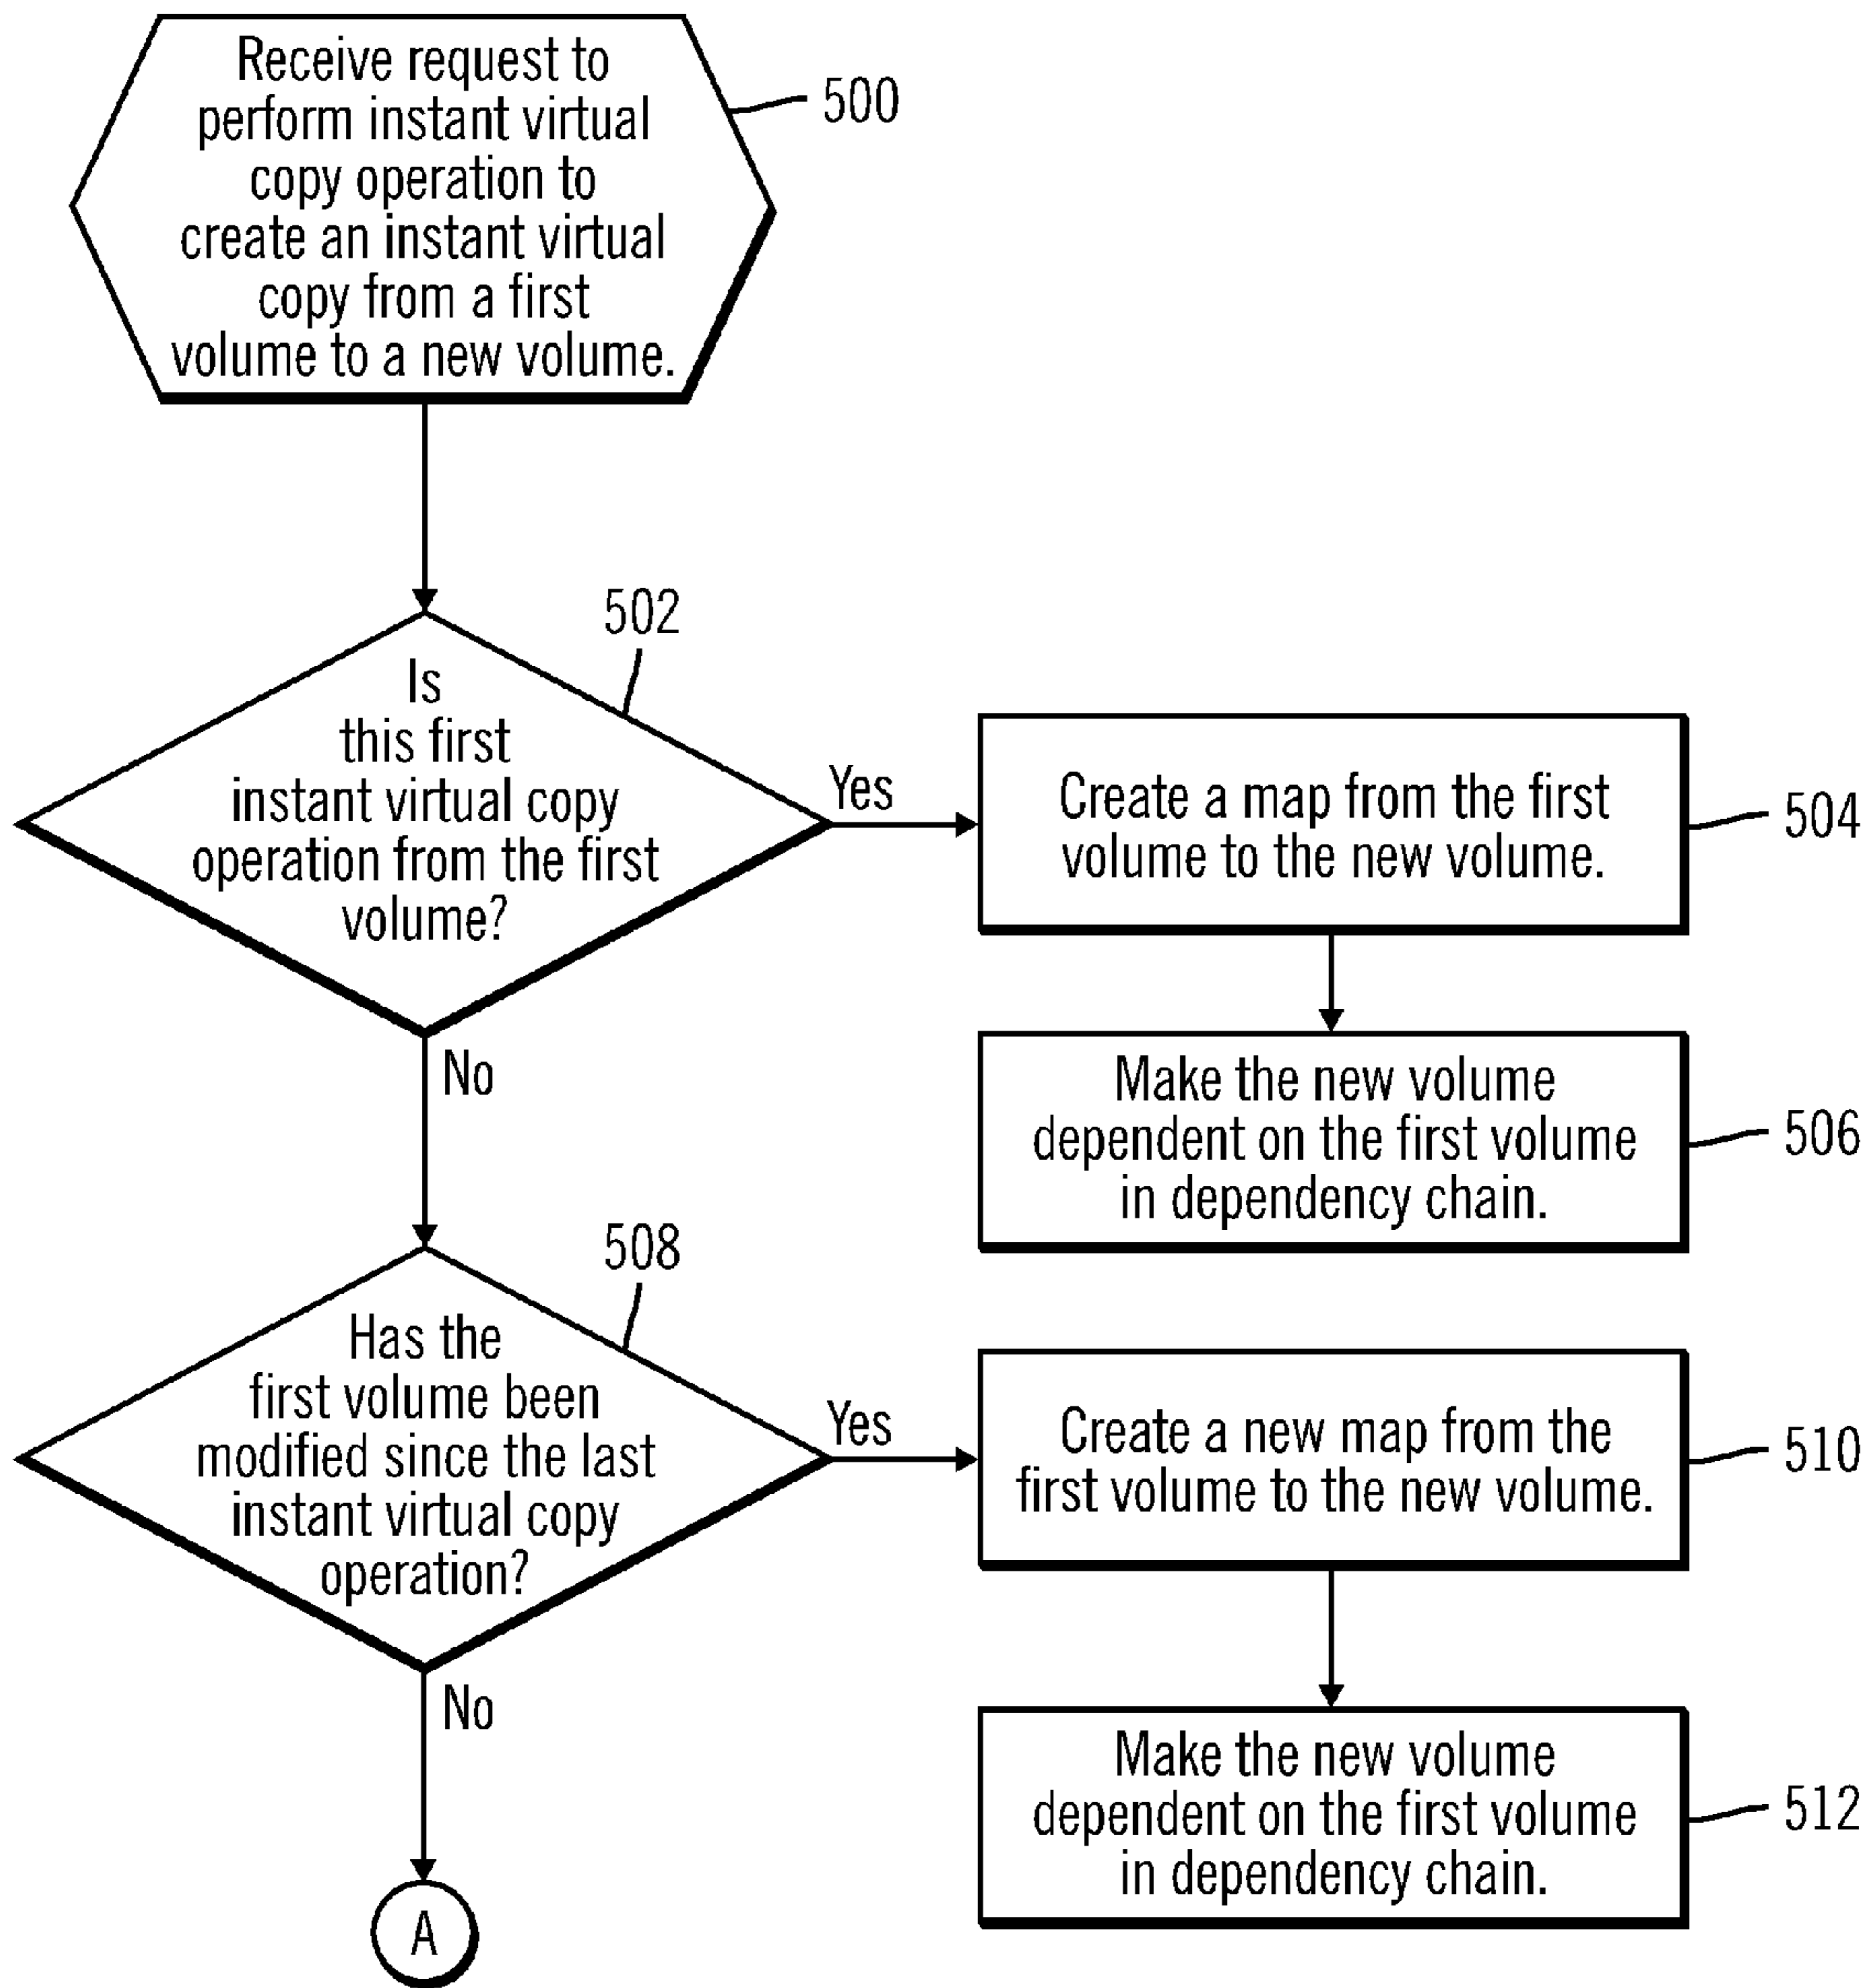 Receive request to
perform instant virtual
copy operation to
create an instant virtual
copy from a first
volume to a new volume.
500
502
Is
this first
instant virtual copy
operation from the first
volume?
Yes
Create a map from the first
volume to the new volume.
504
No
Make the new volume
dependent on the first volume
in dependency chain.
506
508
Has the
first volume been
modified since the last
instant virtual copy
operation?
Yes
Create a new map from the
first volume to the new volume.
510
No
Make the new volume
dependent on the first volume
in dependency chain.
512
A